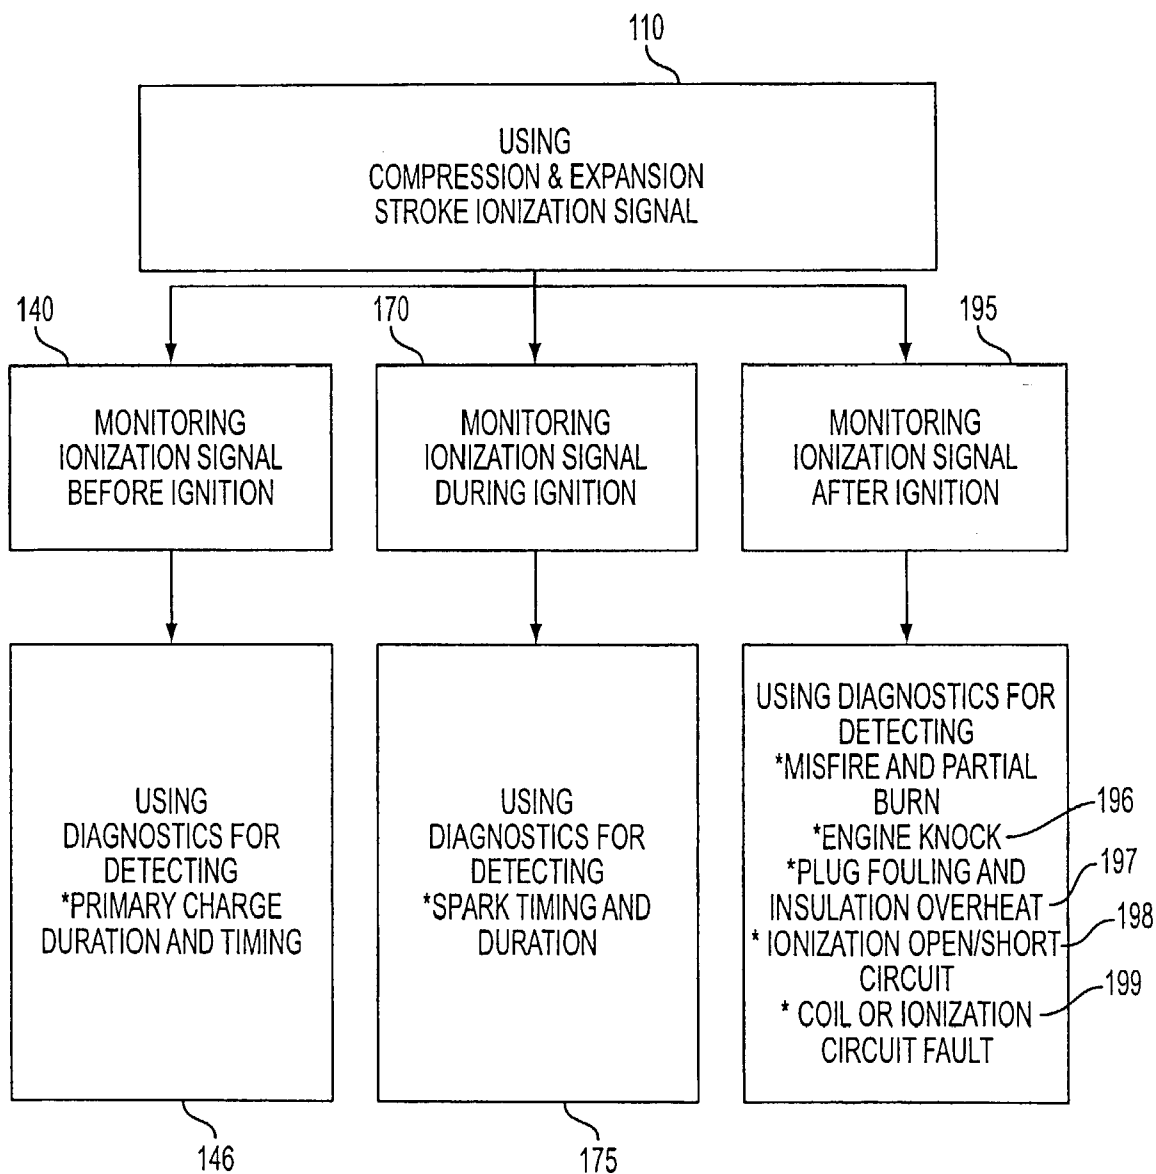 110
USING
COMPRESSION & EXPANSION
STROKE IONIZATION SIGNAL
140
170
195
MONITORING
IONIZATION SIGNAL
BEFORE IGNITION
MONITORING
IONIZATION SIGNAL
DURING IGNITION
MONITORING
IONIZATION SIGNAL
AFTER IGNITION
USING
DIAGNOSTICS FOR
DETECTING
*PRIMARY CHARGE
DURATION AND TIMING
USING
DIAGNOSTICS FOR
DETECTING
*SPARK TIMING AND
DURATION
USING DIAGNOSTICS FOR
DETECTING
*MISFIRE AND PARTIAL
BURN
*ENGINE KNOCK
196
*PLUG FOULING AND
INSULATION OVERHEAT
197
* IONIZATION OPEN/SHORT
CIRCUIT
198
* COIL OR IONIZATION
CIRCUIT FAULT
199
146
175